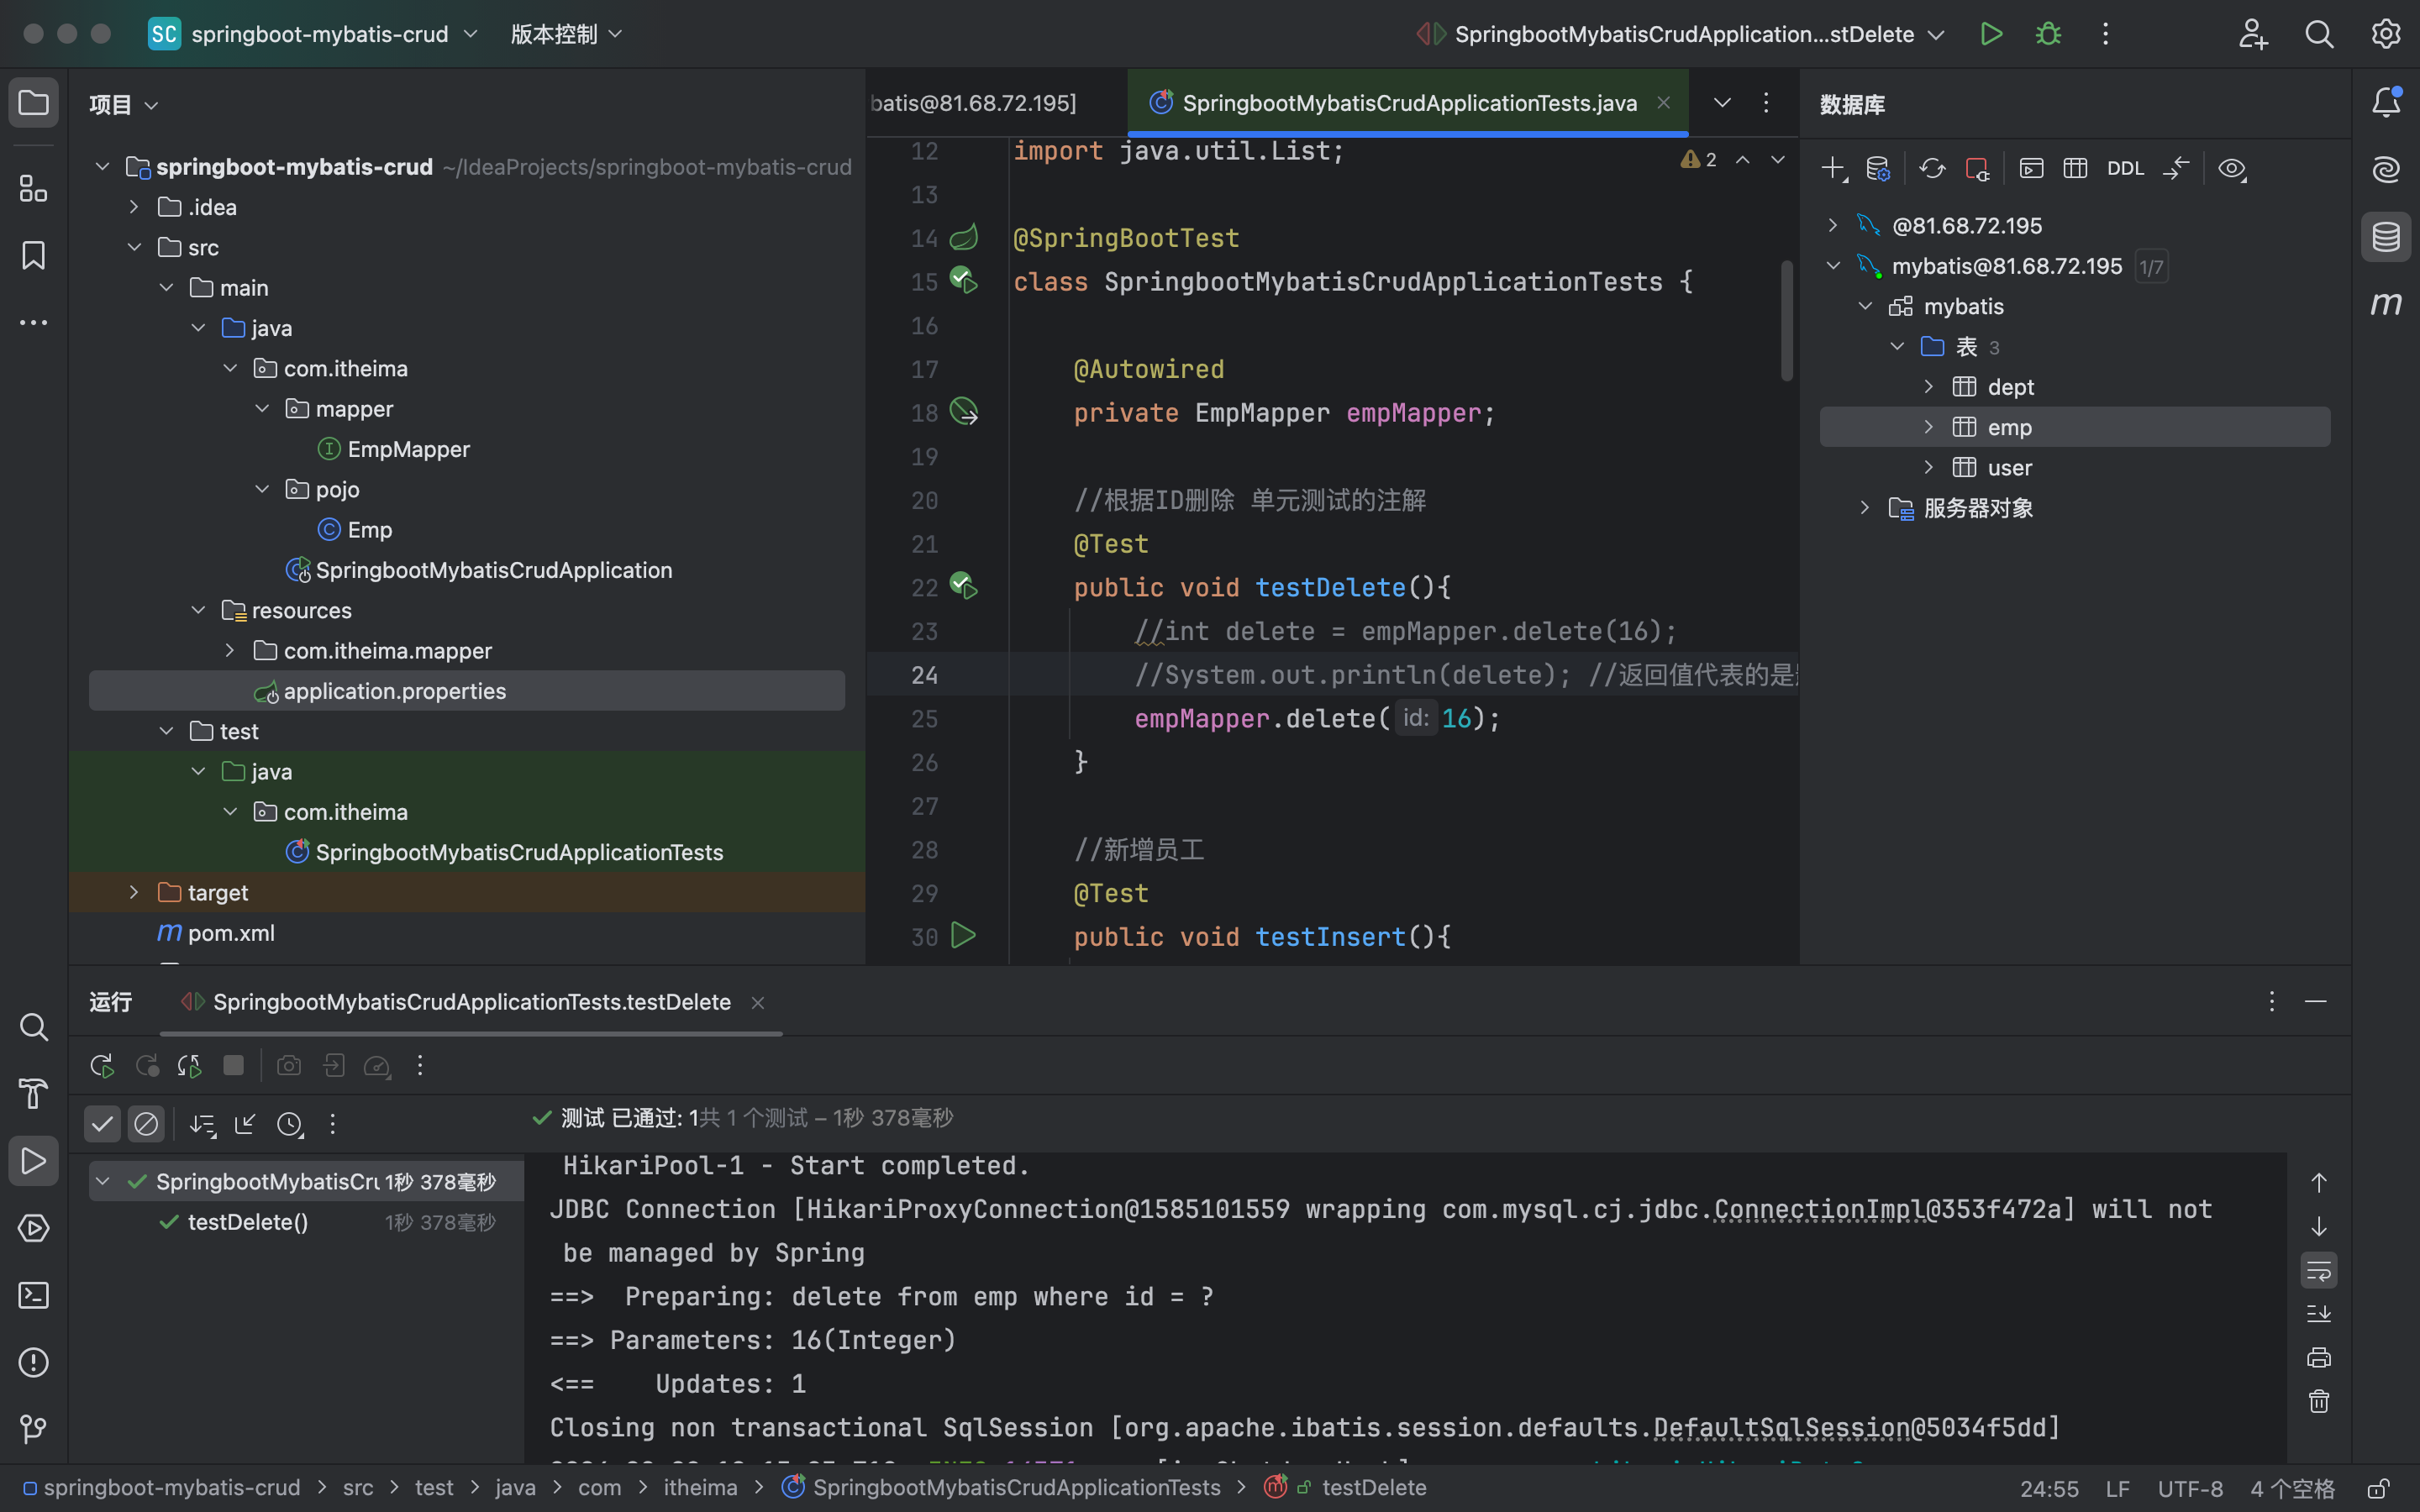 SC springboot-mybatis-crud 版本控制 SpringbootMybatisCrudApplication...stDelete
项目
springboot-mybatis-crud ~/IdeaProjects/springboot-mybatis-crud
.idea
src
main
java
com.itheima
mapper
EmpMapper
pojo
Emp
SpringbootMybatisCrudApplication
resources
com.itheima.mapper
application.properties
test
java
com.itheima
SpringbootMybatisCrudApplicationTests
target
pom.xml
batis@81.68.72.195] SpringbootMybatisCrudApplicationTests.java
2
12 import java.util.List;
13
14 @SpringBootTest
15 class SpringbootMybatisCrudApplicationTests {
16
17 @Autowired
18 private EmpMapper empMapper;
19
20 //根据ID删除 单元测试的注解
21 @Test
22 public void testDelete(){
23 //int delete = empMapper.delete(16);
24 //System.out.println(delete); //返回值代表的是
25 empMapper.delete( id: 16);
26 }
27
28 //新增员工
29 @Test
30 public void testInsert(){
数据库
DDL
@81.68.72.195
mybatis@81.68.72.195 1/7
mybatis
表 3
dept
emp
user
服务器对象
运行 SpringbootMybatisCrudApplicationTests.testDelete
测试 已通过: 1共 1 个测试 – 1秒 378毫秒
SpringbootMybatisCru 1秒 378毫秒
testDelete() 1秒 378毫秒
HikariPool-1 - Start completed.
JDBC Connection [HikariProxyConnection@1585101559 wrapping com.mysql.cj.jdbc.ConnectionImpl@353f472a] will not
be managed by Spring
==>  Preparing: delete from emp where id = ?
==> Parameters: 16(Integer)
<==    Updates: 1
Closing non transactional SqlSession [org.apache.ibatis.session.defaults.DefaultSqlSession@5034f5dd]
springboot-mybatis-crud > src > test > java > com > itheima > SpringbootMybatisCrudApplicationTests > testDelete 24:55 LF UTF-8 4 个空格